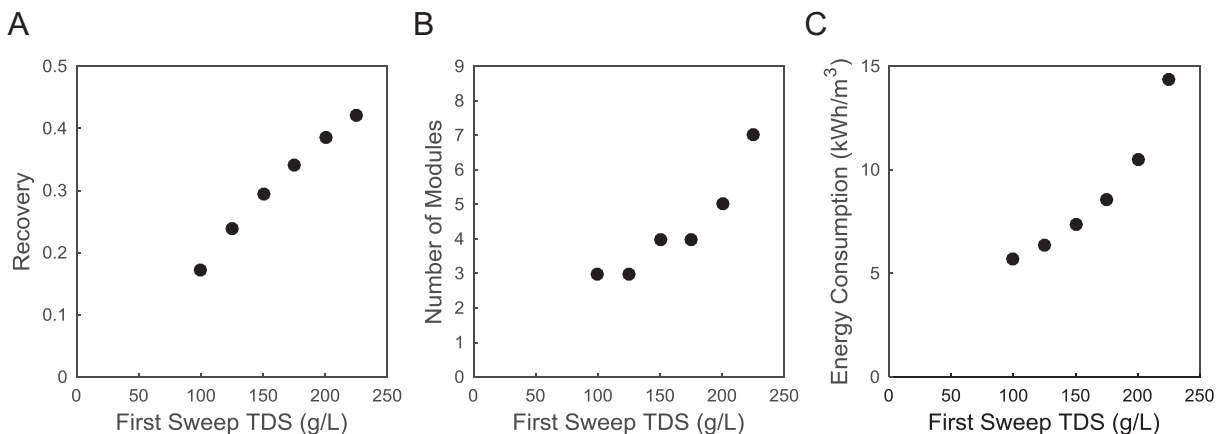 A
Recovery
0.5
0.4
0.3
0.2
0.1
0
0 50 100 150 200 250
First Sweep TDS (g/L)
B
Number of Modules
9
8
7
6
5
4
3
2
1
0
0 50 100 150 200 250
First Sweep TDS (g/L)
C
Energy Consumption (kWh/m³)
15
10
5
0
0 50 100 150 200 250
First Sweep TDS (g/L)